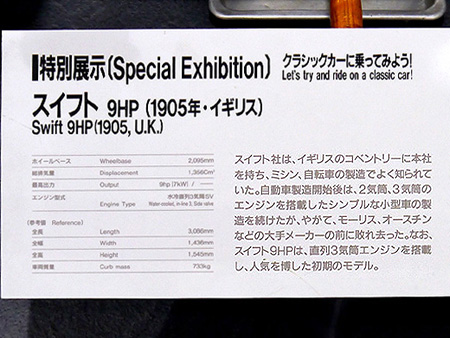 特別展示(Special Exhibition) クラシックカーに乗ってみよう!
Let's try and ride on a classic car!
スイフト 9HP (1905年・イギリス)
Swift 9HP(1905, U.K.)
ホイールベース Wheelbase 2,095mm
総排気量 Displacement 1,356cm³
最高出力 Output 9hp [7kW] / ―
エンジン型式 Engine Type 水冷直列3気筒SV
Water-cooled, in-line 3, Side valve
(参考値 Reference)
全長 Length 3,086mm
全幅 Width 1,436mm
全高 Height 1,545mm
車両重量 Curb mass 733kg
スイフト社は、イギリスのコベントリーに本社
を持ち、ミシン、自転車の製造でよく知られて
いた。自動車製造開始後は、2気筒、3気筒の
エンジンを搭載したシンプルな小型車の製
造を続けたが、やがて、モーリス、オースチン
などの大手メーカーの前に敗れ去った。なお、
スイフト9HPは、直列3気筒エンジンを搭載
し、人気を博した初期のモデル。